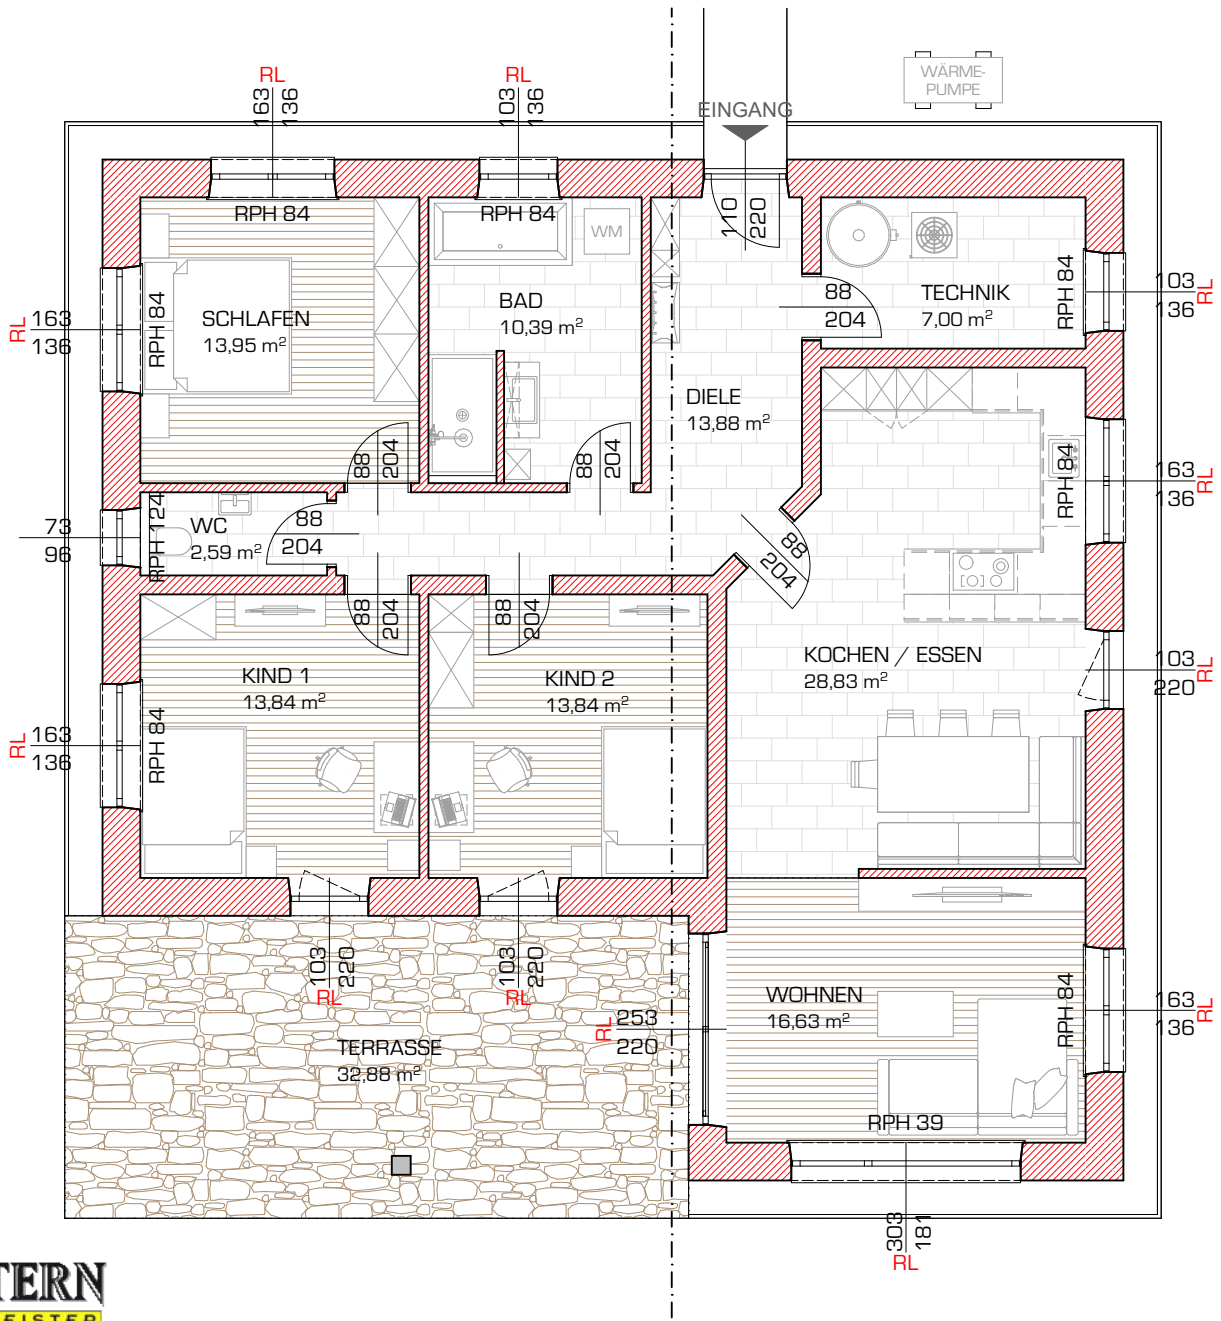 WÄRME-
PUMPE
RL
163
136
RL
103
136
EINGANG
RPH 84
RPH 84
WM
110
220
RPH 84
103
136
RL
SCHLAFEN
13,95 m²
BAD
10,39 m²
88
204
TECHNIK
7,00 m²
RL
163
136
RPH 84
DIELE
13,88 m²
88
204
88
204
RPH 84
163
136
RL
73
96
RPH 124
WC
2,59 m²
88
204
88
204
88
204
88
204
KIND 1
13,84 m²
KIND 2
13,84 m²
KOCHEN / ESSEN
28,83 m²
103
220
RL
RL
163
136
RPH 84
103
220
RL
103
220
RL
RL
253
220
WOHNEN
16,63 m²
RPH 84
163
136
RL
TERRASSE
32,88 m²
RPH 39
303
181
RL
TERN
EISTER